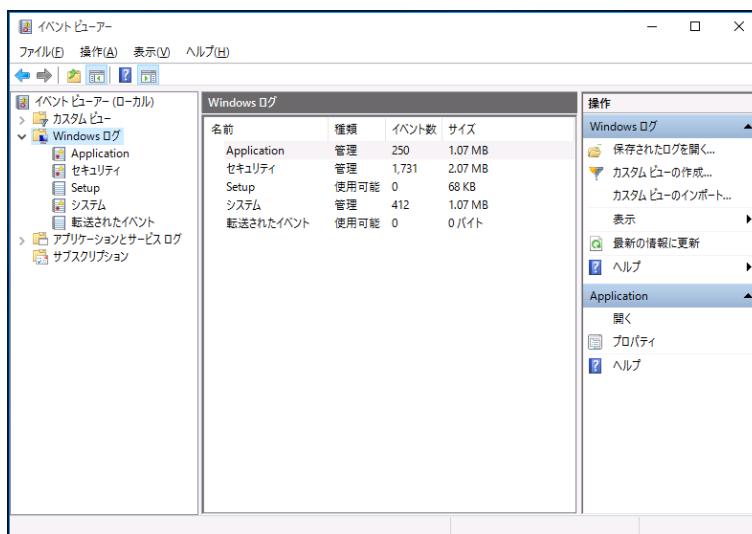 イベント ビューアー
ファイル(F) 操作(A) 表示(V) ヘルプ(H)
イベント ビューアー (ローカル)
カスタム ビュー
Windows ログ
Application
セキュリティ
Setup
システム
転送されたイベント
アプリケーションとサービス ログ
サブスクリプション
Windows ログ
名前 種類 イベント数 サイズ
Application 管理 250 1.07 MB
セキュリティ 管理 1,731 2.07 MB
Setup 使用可能 0 68 KB
システム 管理 412 1.07 MB
転送されたイベント 使用可能 0 0 バイト
操作
Windows ログ
保存されたログを開く...
カスタム ビューの作成...
カスタム ビューのインポート...
表示
最新の情報に更新
ヘルプ
Application
開く
プロパティ
ヘルプ